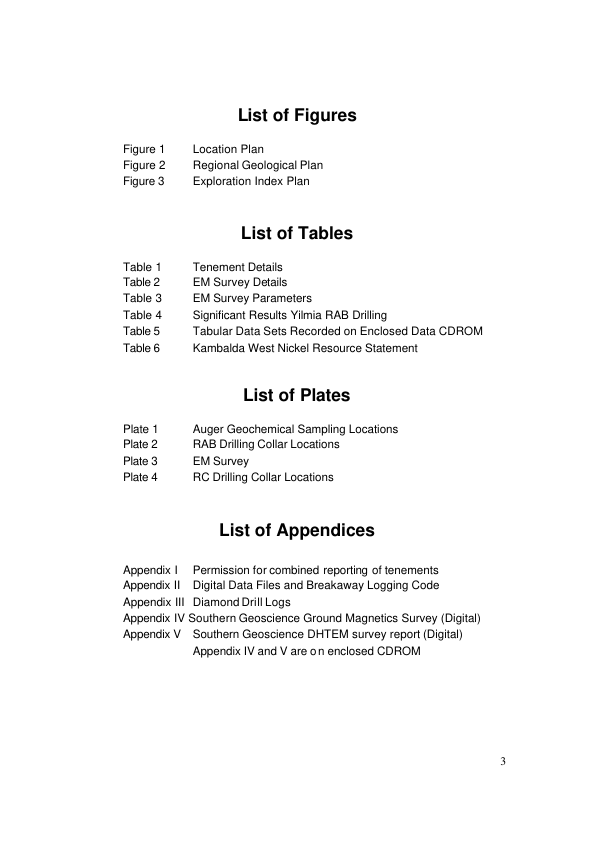 List of Figures
Figure 1 Location Plan
Figure 2 Regional Geological Plan
Figure 3 Exploration Index Plan
List of Tables
Table 1 Tenement Details
Table 2 EM Survey Details
Table 3 EM Survey Parameters
Table 4 Significant Results Yilmia RAB Drilling
Table 5 Tabular Data Sets Recorded on Enclosed Data CDROM
Table 6 Kambalda West Nickel Resource Statement
List of Plates
Plate 1 Auger Geochemical Sampling Locations
Plate 2 RAB Drilling Collar Locations
Plate 3 EM Survey
Plate 4 RC Drilling Collar Locations
List of Appendices
Appendix I Permission for combined reporting of tenements
Appendix II Digital Data Files and Breakaway Logging Code
Appendix III Diamond Drill Logs
Appendix IV Southern Geoscience Ground Magnetics Survey (Digital)
Appendix V Southern Geoscience DHTEM survey report (Digital)
Appendix IV and V are on enclosed CDROM
3